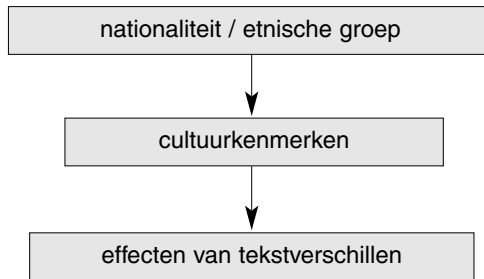 nationaliteit / etnische groep
cultuurkenmerken
effecten van tekstverschillen